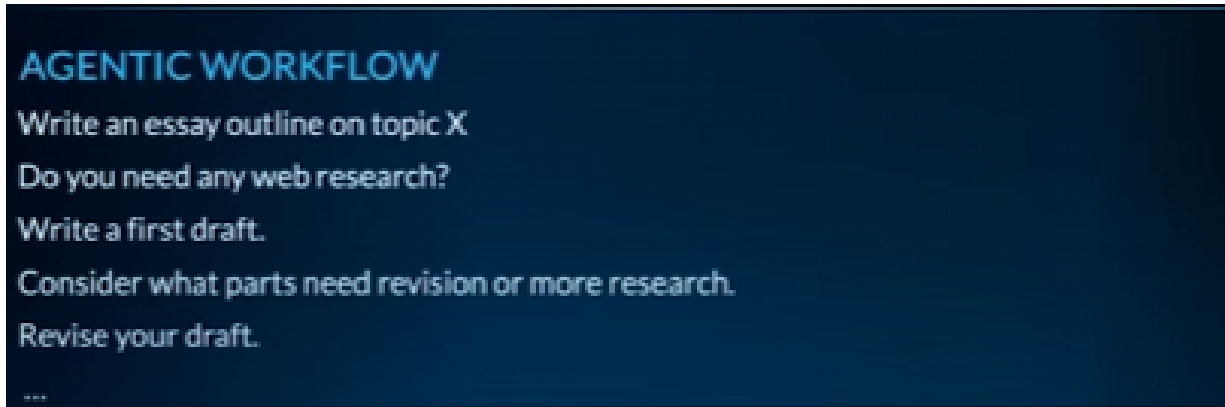 AGENTIC WORKFLOW
Write an essay outline on topic X
Do you need any web research?
Write a first draft.
Consider what parts need revision or more research.
Revise your draft.
...